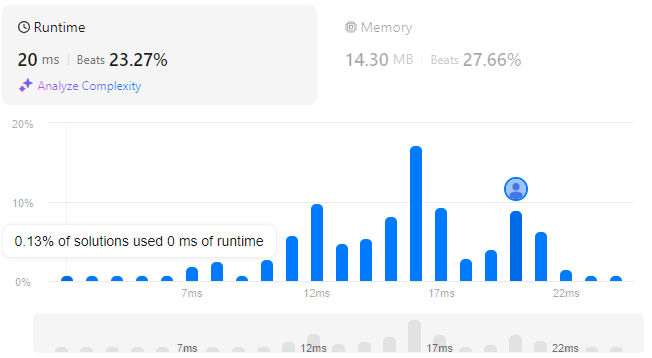 Runtime
20 ms | Beats 23.27%
Analyze Complexity
Memory
14.30 MB | Beats 27.66%
20%
10%
0.13% of solutions used 0 ms of runtime
0%
7ms 12ms 17ms 22ms
7ms 12ms 17ms 22ms